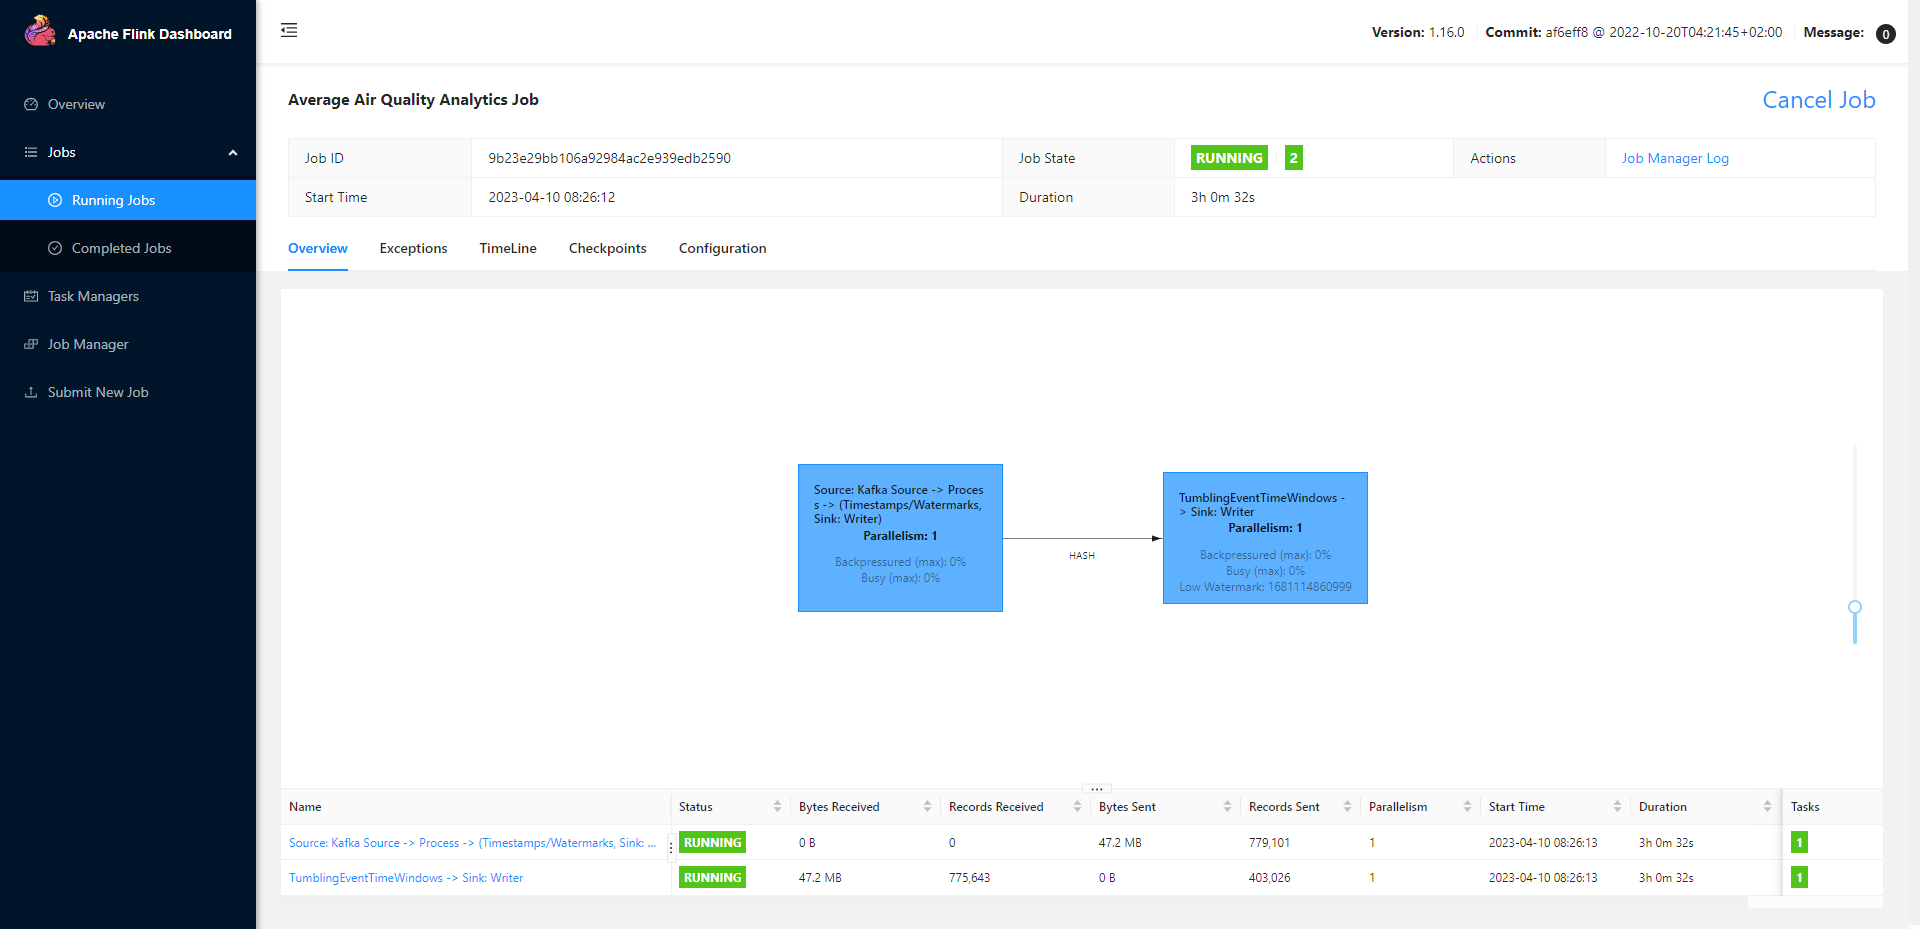 Apache Flink Dashboard
Version: 1.16.0 Commit: af6eff8 @ 2022-10-20T04:21:45+02:00 Message: 0
Overview
Jobs
Running Jobs
Completed Jobs
Task Managers
Job Manager
Submit New Job
Average Air Quality Analytics Job
Cancel Job
Job ID 9b23e29bb106a92984ac2e939edb2590 Job State RUNNING 2 Actions Job Manager Log
Start Time 2023-04-10 08:26:12 Duration 3h 0m 32s
Overview Exceptions TimeLine Checkpoints Configuration
Source: Kafka Source -> Proces
s -> (Timestamps/Watermarks,
Sink: Writer)
Parallelism: 1
Backpressured (max): 0%
Busy (max): 0%
HASH
TumblingEventTimeWindows -
> Sink: Writer
Parallelism: 1
Backpressured (max): 0%
Busy (max): 0%
Low Watermark: 1681114860999
Name Status Bytes Received Records Received Bytes Sent Records Sent Parallelism Start Time Duration Tasks
Source: Kafka Source -> Process -> (Timestamps/Watermarks, Sink: ... RUNNING 0 B 0 47.2 MB 779,101 1 2023-04-10 08:26:13 3h 0m 32s 1
TumblingEventTimeWindows -> Sink: Writer RUNNING 47.2 MB 775,643 0 B 403,026 1 2023-04-10 08:26:13 3h 0m 32s 1